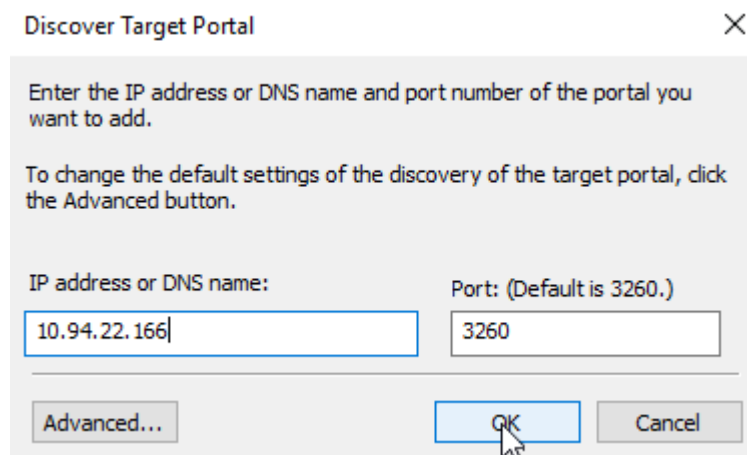 Discover Target Portal
Enter the IP address or DNS name and port number of the portal you
want to add.
To change the default settings of the discovery of the target portal, click
the Advanced button.
IP address or DNS name:
Port: (Default is 3260.)
10.94.22.166
3260
Advanced...
OK
Cancel